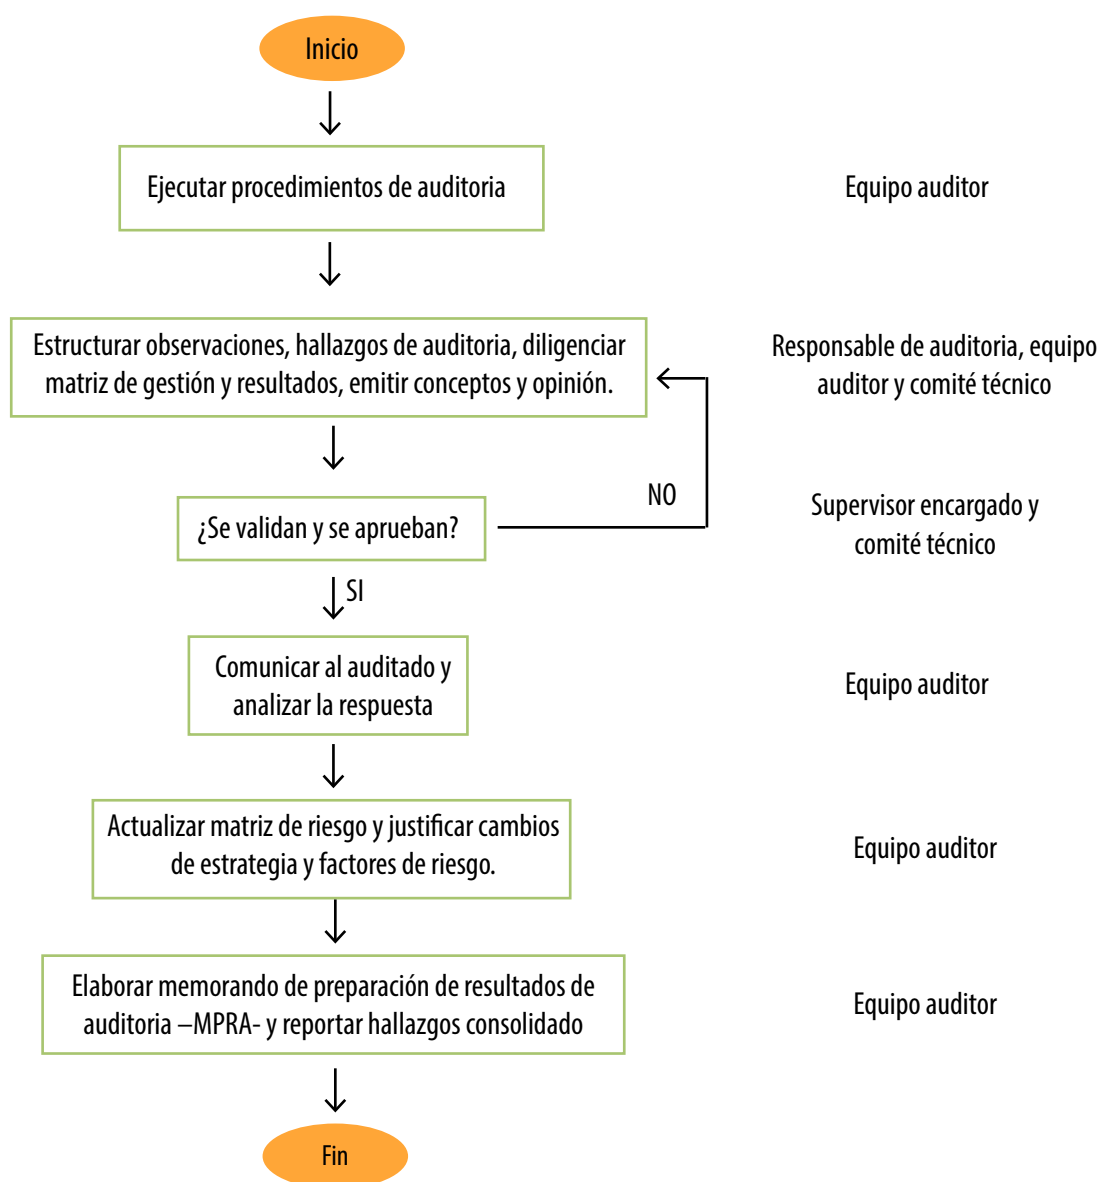 Inicio
Ejecutar procedimientos de auditoria
Equipo auditor
Estructurar observaciones, hallazgos de auditoria, diligenciar
matriz de gestión y resultados, emitir conceptos y opinión.
Responsable de auditoria, equipo
auditor y comité técnico
¿Se validan y se aprueban?
NO
Supervisor encargado y
comité técnico
SI
Comunicar al auditado y
analizar la respuesta
Equipo auditor
Actualizar matriz de riesgo y justificar cambios
de estrategia y factores de riesgo.
Equipo auditor
Elaborar memorando de preparación de resultados de
auditoria –MPRA- y reportar hallazgos consolidado
Equipo auditor
Fin